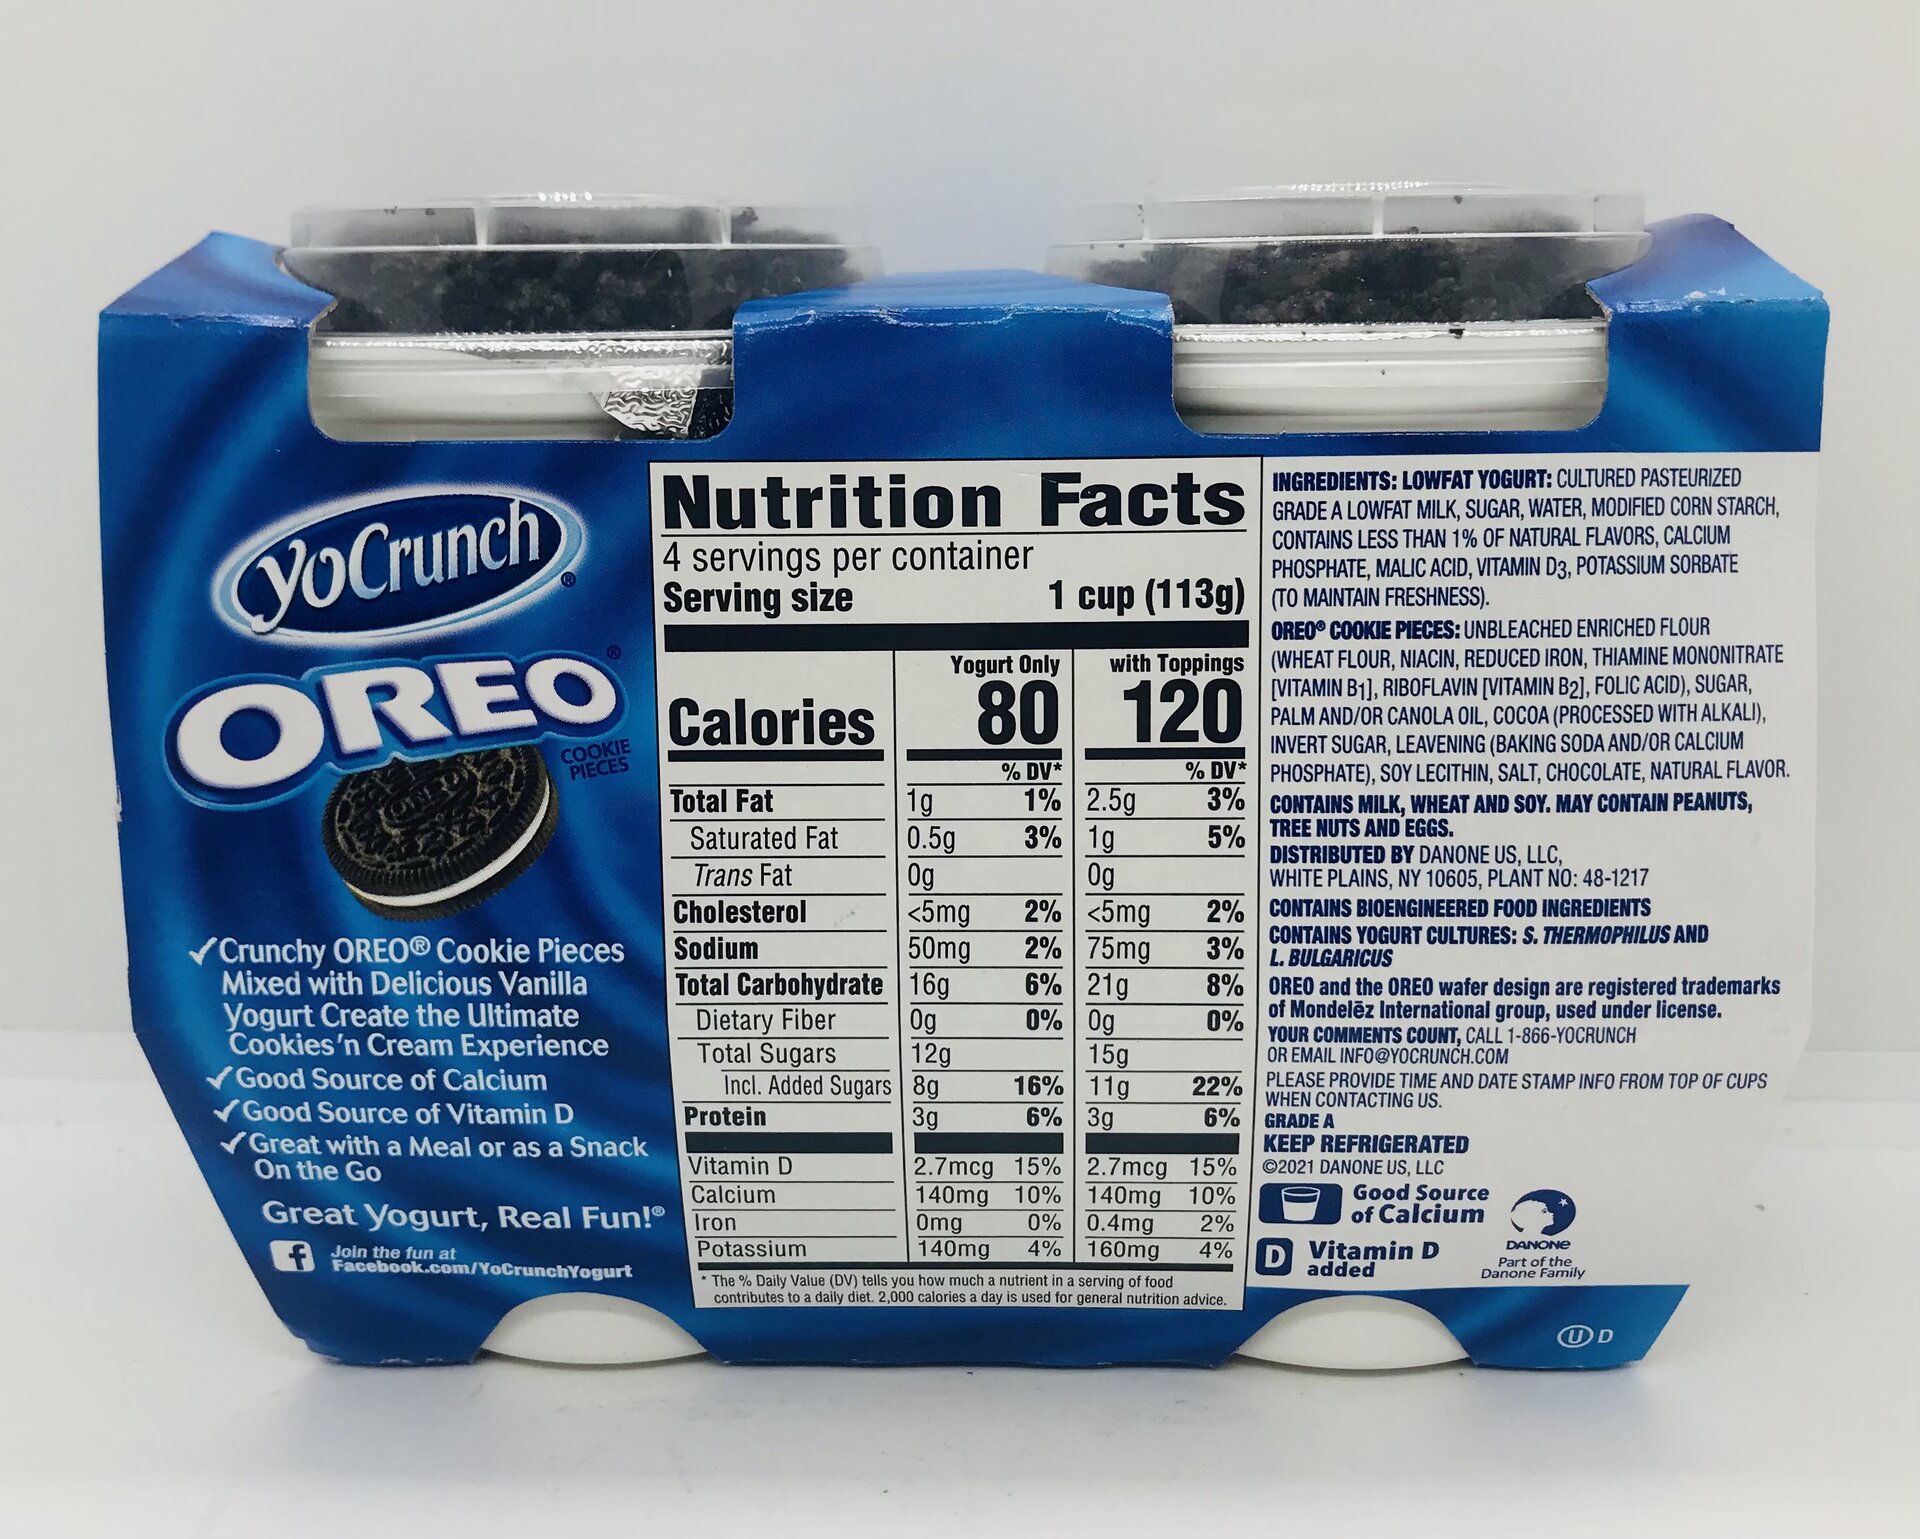 yoCrunch®
OREO®
COOKIE
PIECES
✓Crunchy OREO® Cookie Pieces
Mixed with Delicious Vanilla
Yogurt Create the Ultimate
Cookies'n Cream Experience
✓Good Source of Calcium
✓Good Source of Vitamin D
✓Great with a Meal or as a Snack
On the Go
Great Yogurt, Real Fun!®
f Join the fun at
Facebook.com/YoCrunchYogurt
Nutrition Facts
4 servings per container
Serving size 1 cup (113g)
Yogurt Only with Toppings
Calories 80 120
% DV* % DV*
Total Fat 1g 1% 2.5g 3%
Saturated Fat 0.5g 3% 1g 5%
Trans Fat 0g 0g
Cholesterol <5mg 2% <5mg 2%
Sodium 50mg 2% 75mg 3%
Total Carbohydrate 16g 6% 21g 8%
Dietary Fiber 0g 0% 0g 0%
Total Sugars 12g 15g
Incl. Added Sugars 8g 16% 11g 22%
Protein 3g 6% 3g 6%
Vitamin D 2.7mcg 15% 2.7mcg 15%
Calcium 140mg 10% 140mg 10%
Iron 0mg 0% 0.4mg 2%
Potassium 140mg 4% 160mg 4%
* The % Daily Value (DV) tells you how much a nutrient in a serving of food
contributes to a daily diet. 2,000 calories a day is used for general nutrition advice.
INGREDIENTS: LOWFAT YOGURT: CULTURED PASTEURIZED
GRADE A LOWFAT MILK, SUGAR, WATER, MODIFIED CORN STARCH,
CONTAINS LESS THAN 1% OF NATURAL FLAVORS, CALCIUM
PHOSPHATE, MALIC ACID, VITAMIN D3, POTASSIUM SORBATE
(TO MAINTAIN FRESHNESS).
OREO® COOKIE PIECES: UNBLEACHED ENRICHED FLOUR
(WHEAT FLOUR, NIACIN, REDUCED IRON, THIAMINE MONONITRATE
[VITAMIN B1], RIBOFLAVIN [VITAMIN B2], FOLIC ACID), SUGAR,
PALM AND/OR CANOLA OIL, COCOA (PROCESSED WITH ALKALI),
INVERT SUGAR, LEAVENING (BAKING SODA AND/OR CALCIUM
PHOSPHATE), SOY LECITHIN, SALT, CHOCOLATE, NATURAL FLAVOR.
CONTAINS MILK, WHEAT AND SOY. MAY CONTAIN PEANUTS,
TREE NUTS AND EGGS.
DISTRIBUTED BY DANONE US, LLC,
WHITE PLAINS, NY 10605, PLANT NO: 48-1217
CONTAINS BIOENGINEERED FOOD INGREDIENTS
CONTAINS YOGURT CULTURES: S. THERMOPHILUS AND
L. BULGARICUS
OREO and the OREO wafer design are registered trademarks
of Mondelēz International group, used under license.
YOUR COMMENTS COUNT, CALL 1-866-YOCRUNCH
OR EMAIL INFO@YOCRUNCH.COM
PLEASE PROVIDE TIME AND DATE STAMP INFO FROM TOP OF CUPS
WHEN CONTACTING US.
GRADE A
KEEP REFRIGERATED
©2021 DANONE US, LLC
Good Source
of Calcium
D Vitamin D
added
DANONE
Part of the
Danone Family
U D